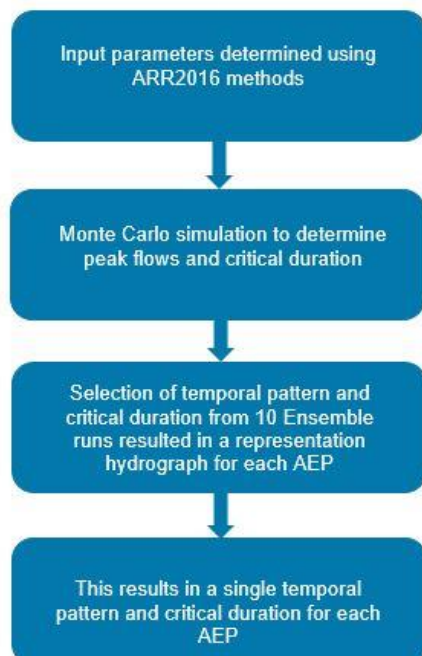 Input parameters determined using
ARR2016 methods
Monte Carlo simulation to determine
peak flows and critical duration
Selection of temporal pattern and
critical duration from 10 Ensemble
runs resulted in a representation
hydrograph for each AEP
This results in a single temporal
pattern and critical duration for each
AEP